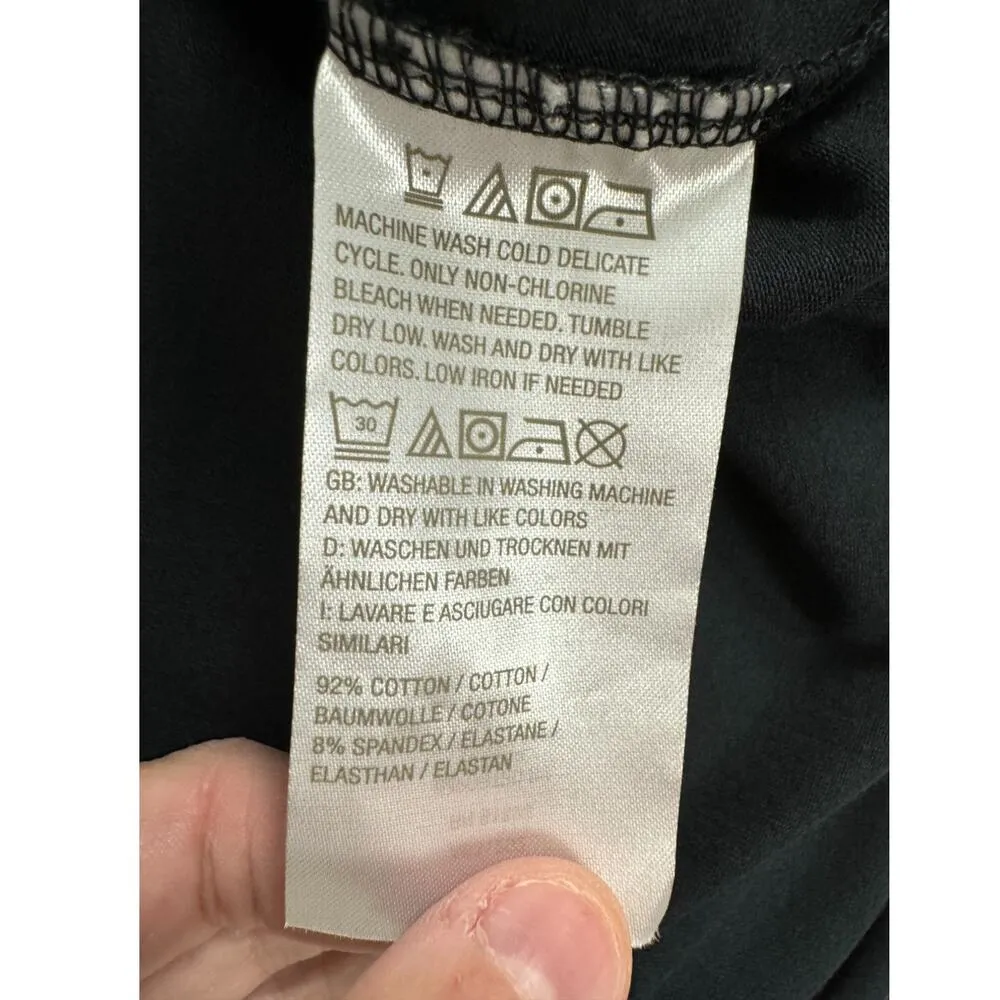 MACHINE WASH COLD DELICATE
CYCLE. ONLY NON-CHLORINE
BLEACH WHEN NEEDED. TUMBLE
DRY LOW. WASH AND DRY WITH LIKE
COLORS. LOW IRON IF NEEDED
30
GB: WASHABLE IN WASHING MACHINE
AND DRY WITH LIKE COLORS
D: WASCHEN UND TROCKNEN MIT
ÄHNLICHEN FARBEN
I: LAVARE E ASCIUGARE CON COLORI
SIMILARI
92% COTTON / COTTON /
BAUMWOLLE / COTONE
8% SPANDEX / ELASTANE /
ELASTHAN / ELASTAN